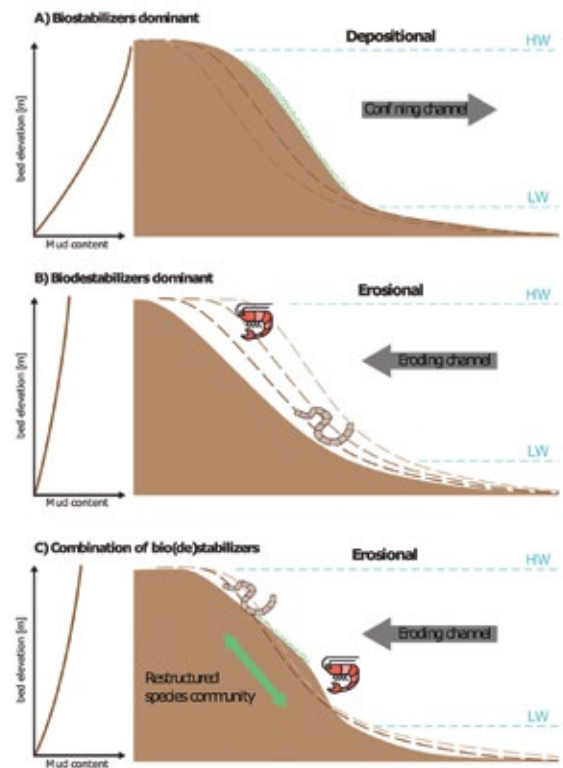 A) Biostabilizers dominant
Depositional
HW
Confining channel
LW
bed elevation [m]
Mud content
B) Biodestabilizers dominant
Erosional
HW
Eroding channel
LW
bed elevation [m]
Mud content
C) Combination of bio(de)stabilizers
Erosional
HW
Eroding channel
Restructured
species community
LW
bed elevation [m]
Mud content